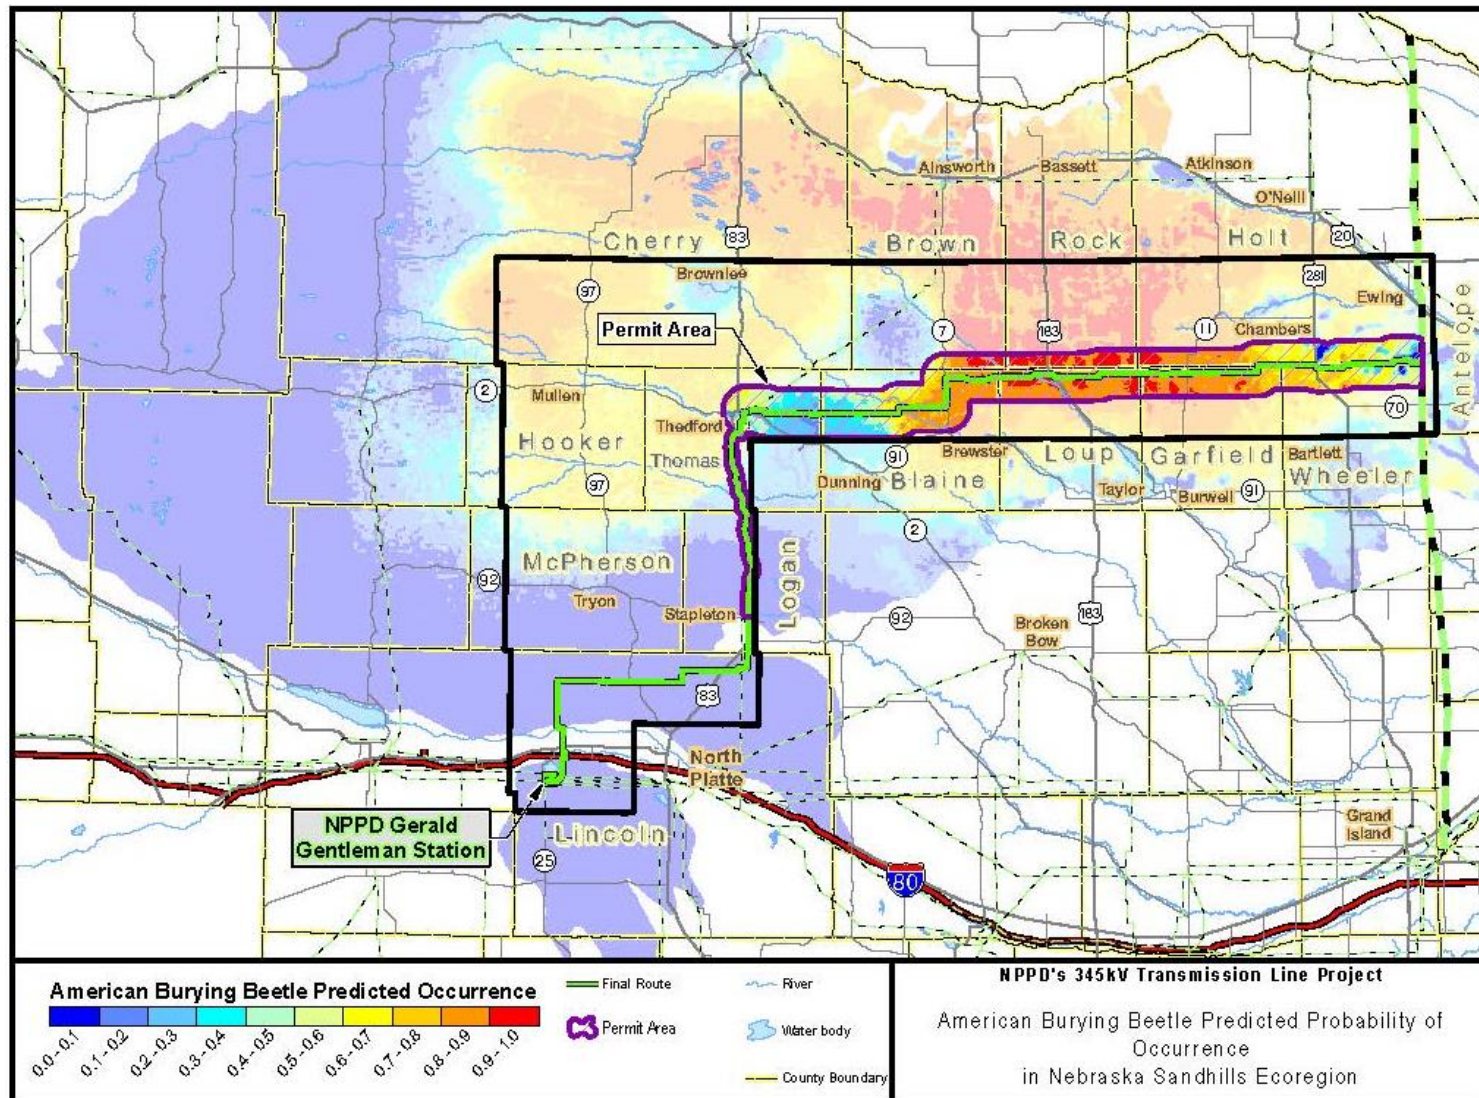 Ainsworth
Bassett
Atkinson
O'Neill
Cherry
83
Brown
Rock
Holt
20
Brownlee
281
97
Ewing
Permit Area
7
183
11
Chambers
Antelope
2
Mullen
70
Thedford
Hooker
Thomas
91
Brewster
Loup
Garfield
Bartlett
Wheeler
97
Dunning
Blaine
Taylor
Burwell
91
2
McPherson
Logan
92
Tryon
Stapleton
92
Broken
Bow
183
83
North
Platte
NPPD Gerald
Gentleman Station
Lincoln
Grand
Island
25
80
American Burying Beetle Predicted Occurrence
0.0 - 0.1
0.1 - 0.2
0.2 - 0.3
0.3 - 0.4
0.4 - 0.5
0.5 - 0.6
0.6 - 0.7
0.7 - 0.8
0.8 - 0.9
0.9 - 1.0
Final Route
Permit Area
River
Water body
County Boundary
NPPD's 345kV Transmission Line Project
American Burying Beetle Predicted Probability of
Occurrence
in Nebraska Sandhills Ecoregion